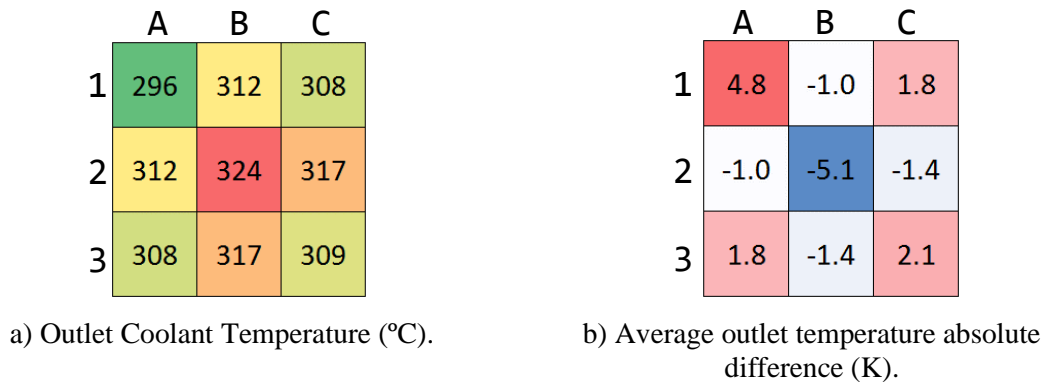 A B C
1 296 312 308
2 312 324 317
3 308 317 309
a) Outlet Coolant Temperature (ºC).
A B C
1 4.8 -1.0 1.8
2 -1.0 -5.1 -1.4
3 1.8 -1.4 2.1
b) Average outlet temperature absolute
difference (K).